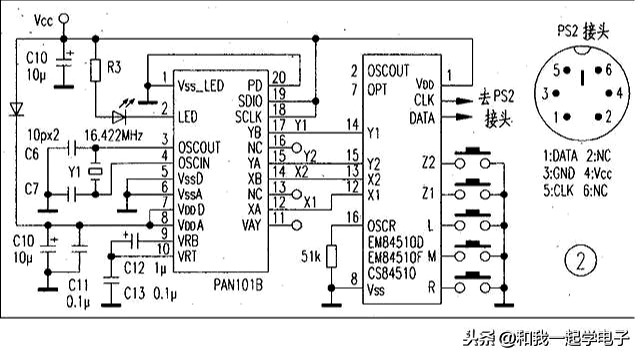 Vcc
C10
10μ
R3
10px2
16.422MHz
C6
Y1
C7
C10
10μ
C11
0.1μ
C12 1μ
C13 0.1μ
1 Vss_LED
2 LED
3 OSCOUT
4 OSCIN
5 VssD
6 VssA
7 VDDD
8 VDDA
9 VRB
10 VRT
PD 20
SDIO 19
SCLK 18
YB 17 Y1
NC 16
YA 15 Y2
XB 14 X2
NC 13
XA 12 X1
VAY 11
PAN101B
2 OSCOUT
7 OPT
14 Y1
15 Y2
13 X2
12 X1
16 OSCR
51k
8 Vss
EM84510D
EM84510F
CS84510
VDD 1
CLK
DATA
去PS2
接头
Z2
Z1
L
M
R
PS2 接头
5 6
3 4
1 2
1:DATA 2:NC
3:GND 4:Vcc
5:CLK 6:NC
2
头条 @和我一起学电子